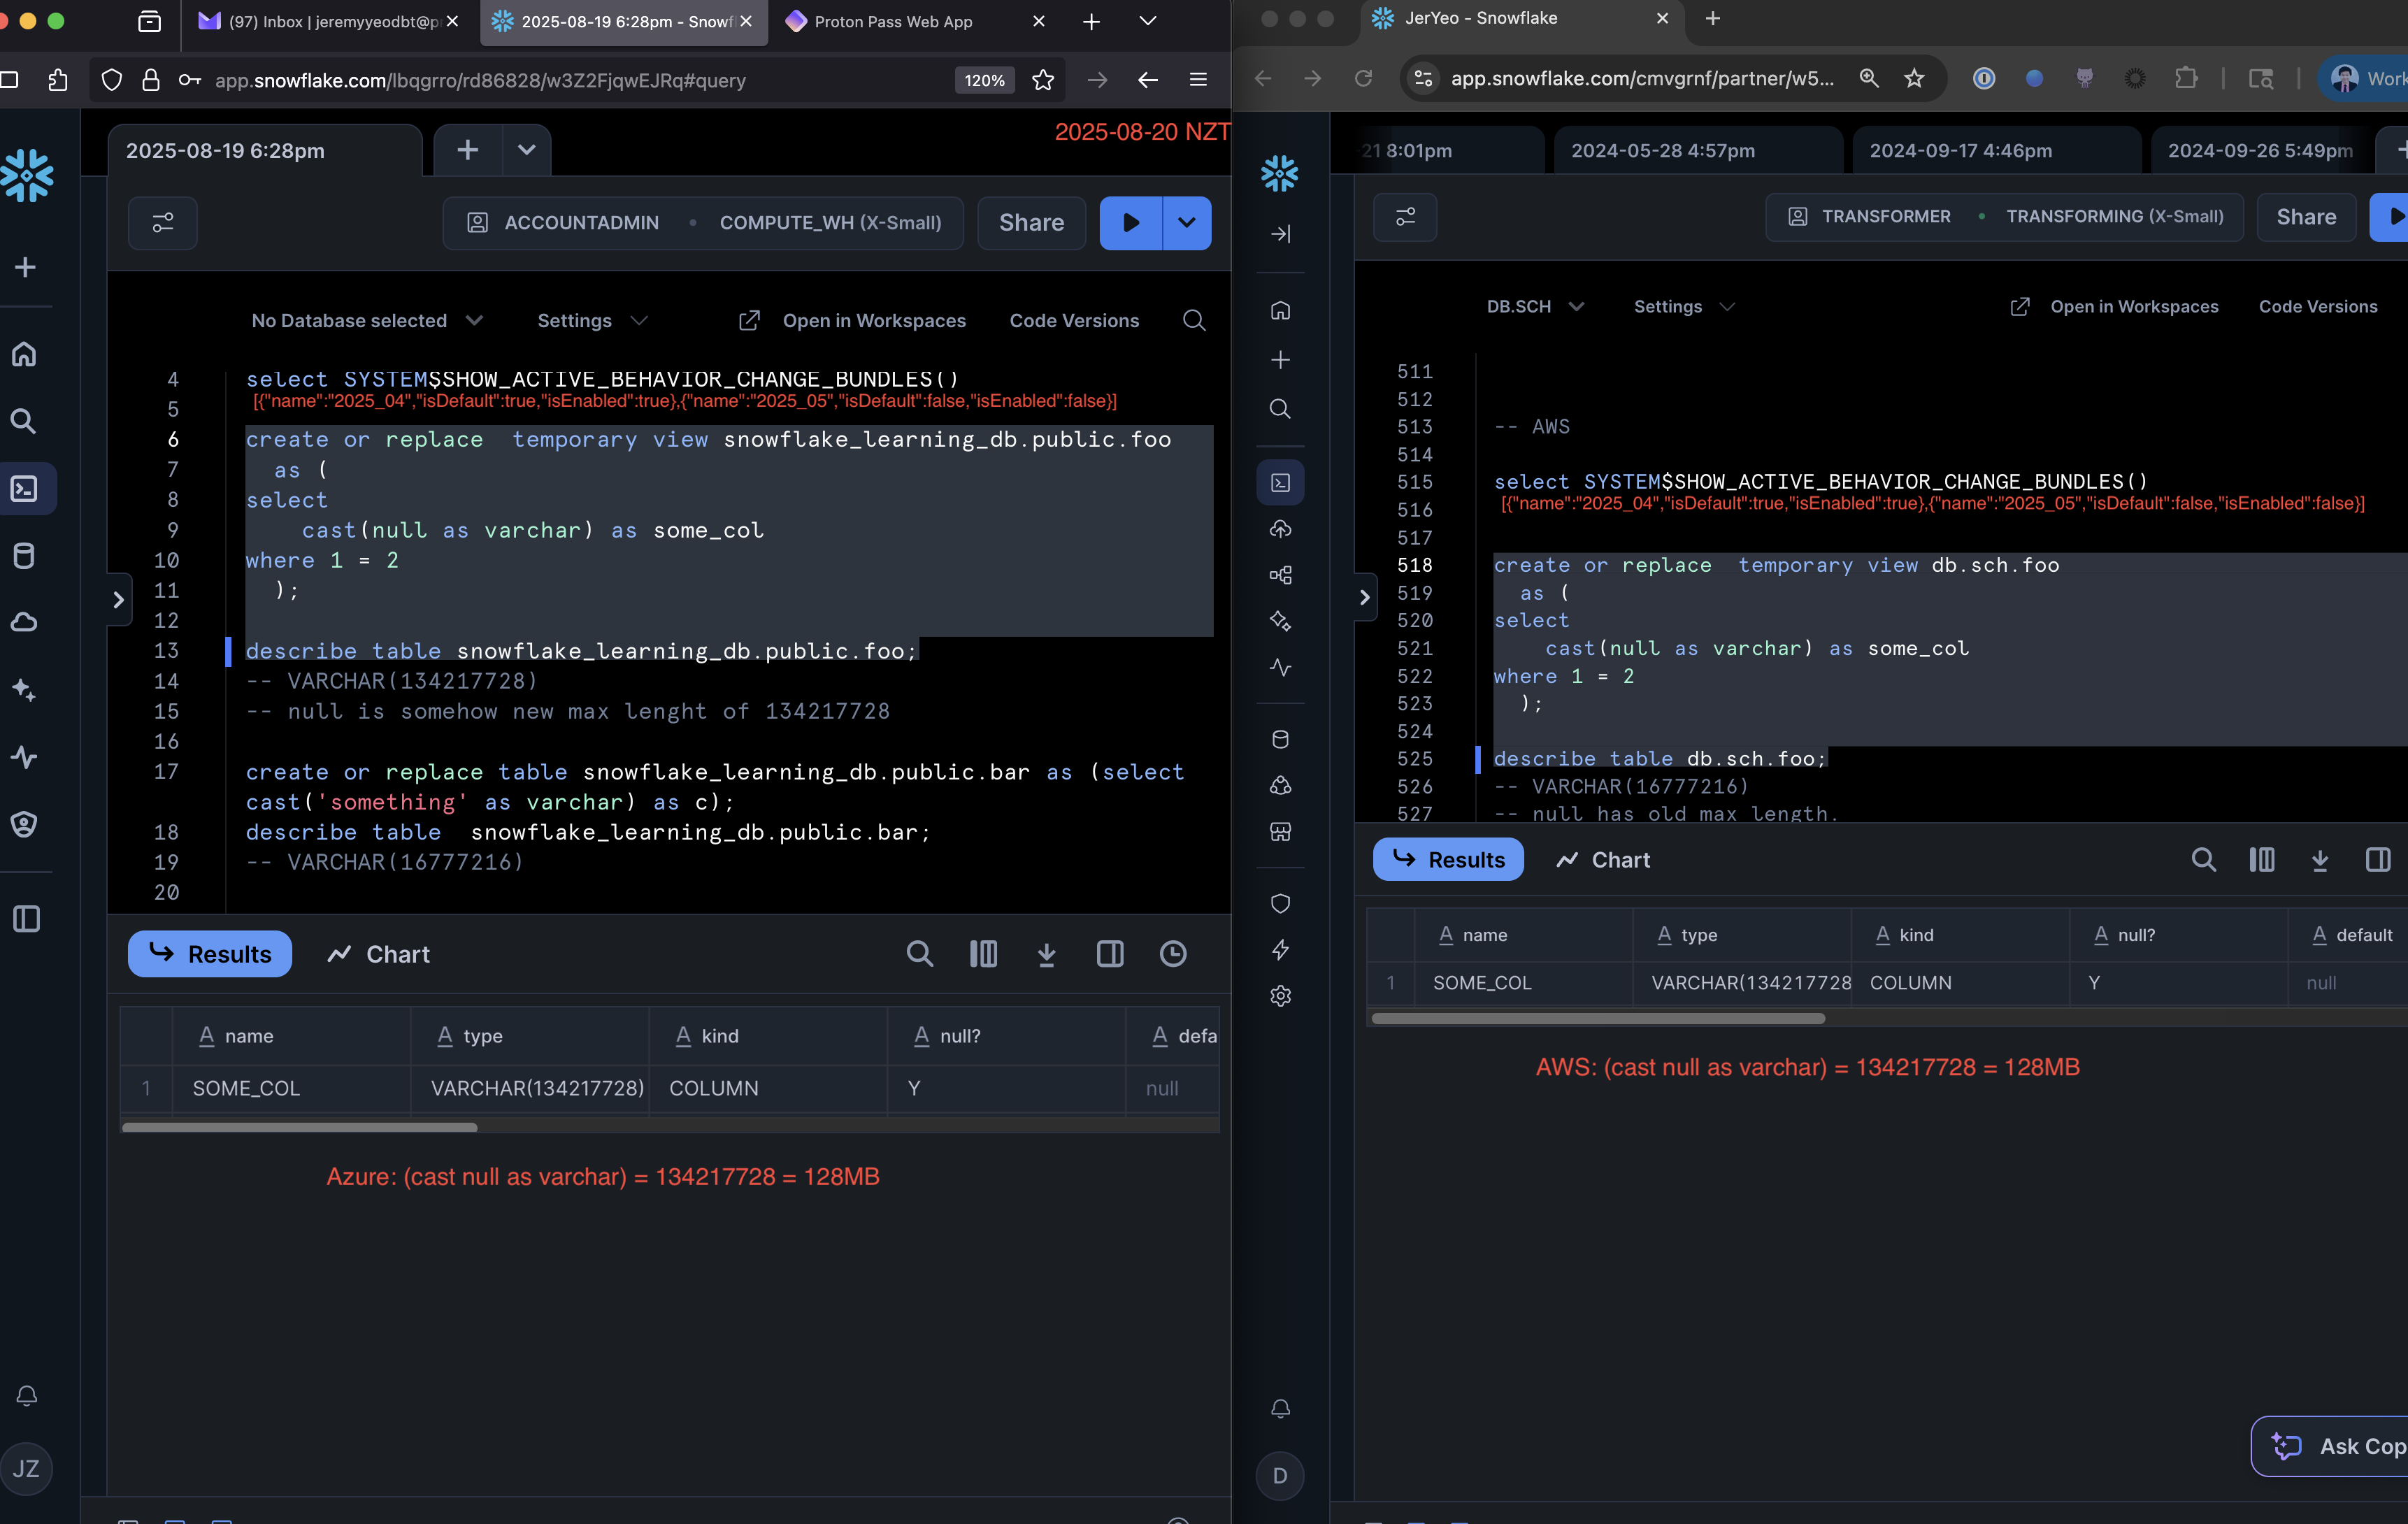 (97) Inbox | jeremyyeodbt@pr
2025-08-19 6:28pm - Snowfl
Proton Pass Web App
app.snowflake.com/lbqgrro/rd86828/w3Z2FjqwEJRq#query
120%
2025-08-20 NZT
2025-08-19 6:28pm
ACCOUNTADMIN
COMPUTE_WH (X-Small)
Share
No Database selected
Settings
Open in Workspaces
Code Versions
4 select SYSTEM$SHOW_ACTIVE_BEHAVIOR_CHANGE_BUNDLES()
5 [{"name":"2025_04","isDefault":true,"isEnabled":true},{"name":"2025_05","isDefault":false,"isEnabled":false}]
6 create or replace  temporary view snowflake_learning_db.public.foo
7   as (
8 select
9     cast(null as varchar) as some_col
10 where 1 = 2
11   );
12
13 describe table snowflake_learning_db.public.foo;
14 -- VARCHAR(134217728)
15 -- null is somehow new max lenght of 134217728
16
17 create or replace table snowflake_learning_db.public.bar as (select
cast('something' as varchar) as c);
18 describe table  snowflake_learning_db.public.bar;
19 -- VARCHAR(16777216)
20
Results
Chart
A name
A type
A kind
A null?
A defa
1 SOME_COL VARCHAR(134217728) COLUMN Y null
Azure: (cast null as varchar) = 134217728 = 128MB
JZ
JerYeo - Snowflake
app.snowflake.com/cmvgrnf/partner/w5...
Work
21 8:01pm
2024-05-28 4:57pm
2024-09-17 4:46pm
2024-09-26 5:49pm
TRANSFORMER
TRANSFORMING (X-Small)
Share
DB.SCH
Settings
Open in Workspaces
Code Versions
511
512
513 -- AWS
514
515 select SYSTEM$SHOW_ACTIVE_BEHAVIOR_CHANGE_BUNDLES()
516 [{"name":"2025_04","isDefault":true,"isEnabled":true},{"name":"2025_05","isDefault":false,"isEnabled":false}]
517
518 create or replace  temporary view db.sch.foo
519   as (
520 select
521     cast(null as varchar) as some_col
522 where 1 = 2
523   );
524
525 describe table db.sch.foo;
526 -- VARCHAR(16777216)
527 -- null has old max length.
Results
Chart
A name
A type
A kind
A null?
A default
1 SOME_COL VARCHAR(134217728 COLUMN Y null
AWS: (cast null as varchar) = 134217728 = 128MB
D
Ask Cop